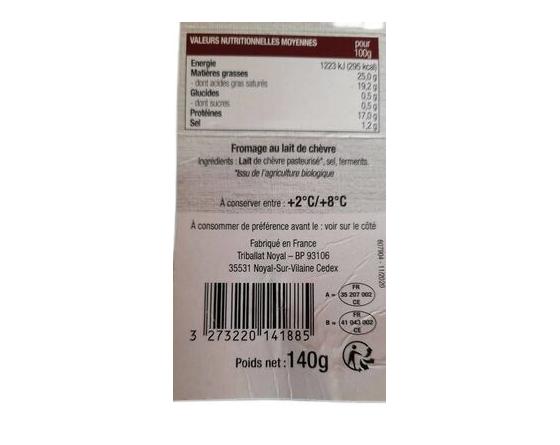 VALEURS NUTRITIONNELLES MOYENNES pour 100g
Energie 1223 kJ (295 kcal)
Matières grasses 25,0 g
- dont acides gras saturés 19,2 g
Glucides 0,5 g
- dont sucres 0,5 g
Protéines 17,0 g
Sel 1,2 g
Fromage au lait de chèvre
Ingrédients : Lait de chèvre pasteurisé*, sel, ferments.
*Issu de l'agriculture biologique
À conserver entre : +2°C/+8°C
À consommer de préférence avant le : voir sur le côté
Fabriqué en France
Triballat Noyal – BP 93106
35531 Noyal-Sur-Vilaine Cedex
607904 - 11/2020
A = FR 35 207 002 CE
B = FR 41 043 002 CE
3 273220 141885
Poids net : 140g